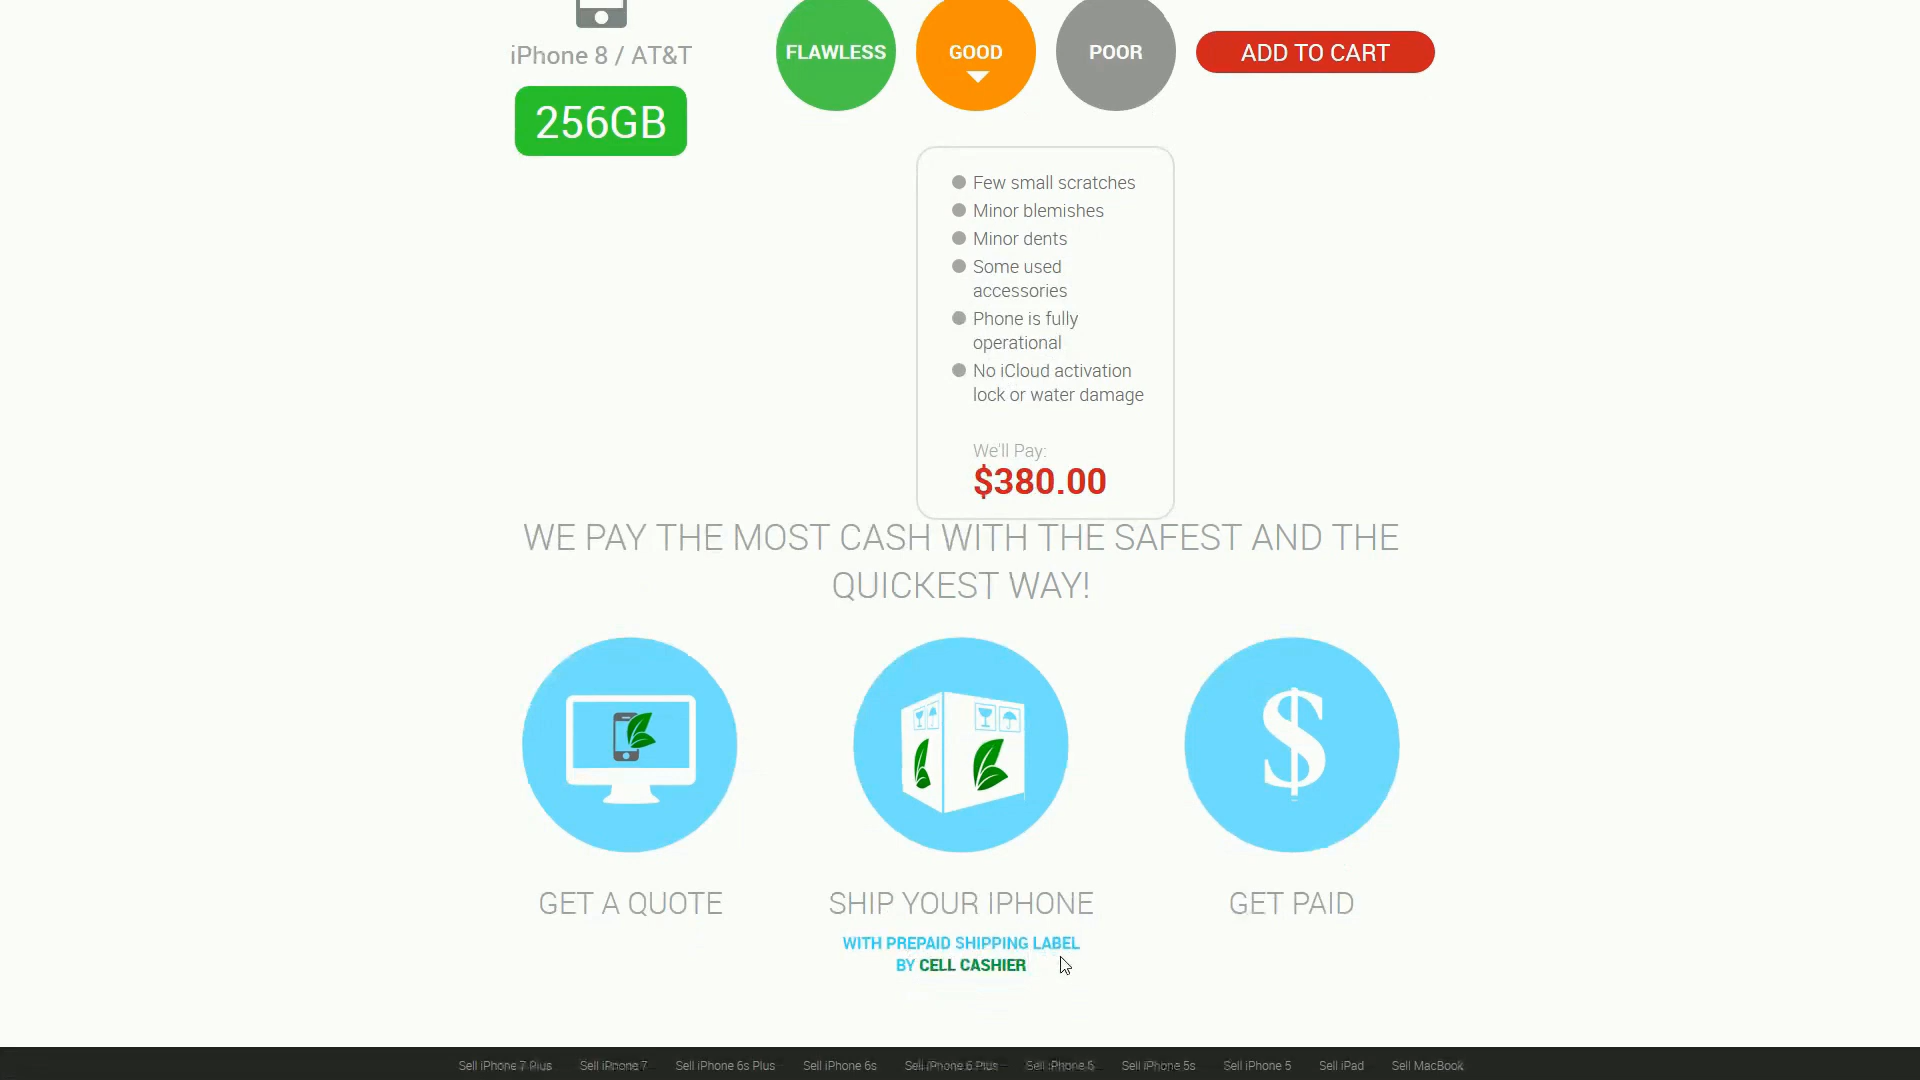 iPhone 8 / AT&T
256GB
FLAWLESS
GOOD
POOR
ADD TO CART
Few small scratches
Minor blemishes
Minor dents
Some used
accessories
Phone is fully
operational
No iCloud activation
lock or water damage
We'll Pay:
$380.00
WE PAY THE MOST CASH WITH THE SAFEST AND THE
QUICKEST WAY!
$
GET A QUOTE
SHIP YOUR IPHONE
GET PAID
WITH PREPAID SHIPPING LABEL
BY CELL CASHIER
Sell iPhone 7 Plus
Sell iPhone 7
Sell iPhone 6s Plus
Sell iPhone 6s
Sell iPhone 6 Plus
Sell iPhone 6
Sell iPhone 5s
Sell iPhone 5
Sell iPad
Sell MacBook